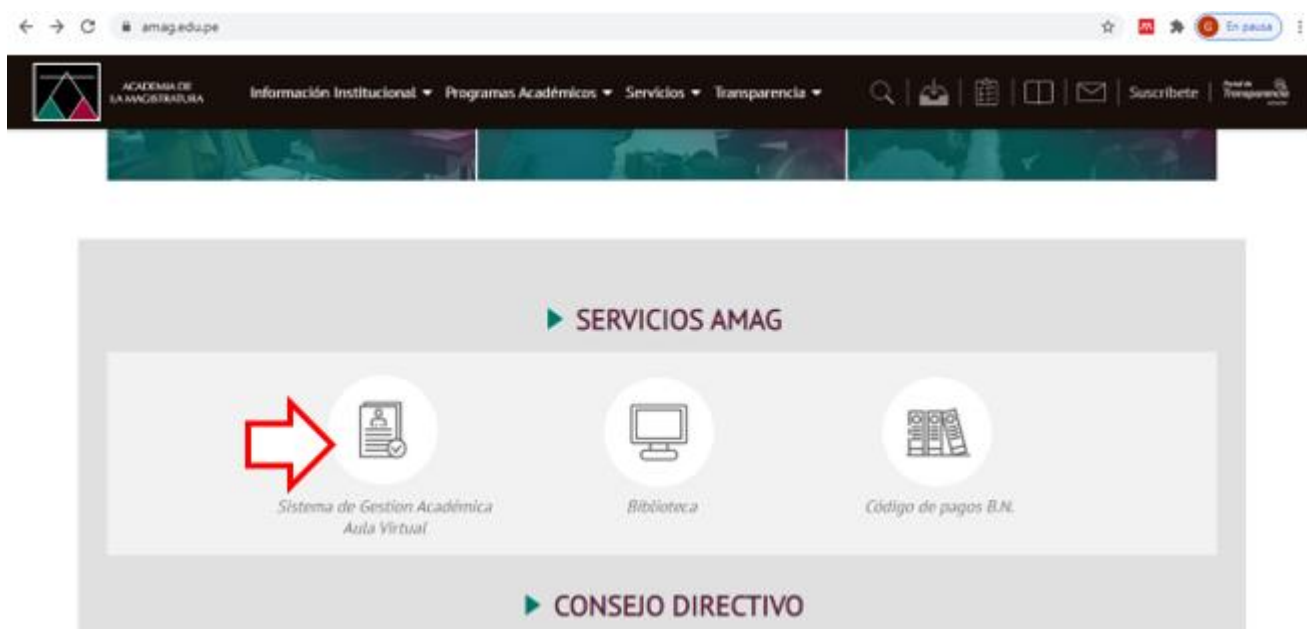 amag.edu.pe
G En pausa
ACADEMIA DE
LA MAGISTRATURA
Información Institucional Programas Académicos Servicios Transparencia
Suscribete
Transparencia
SERVICIOS AMAG
Sistema de Gestion Académica
Aula Virtual
Biblioteca
Código de pagos B.N.
CONSEJO DIRECTIVO